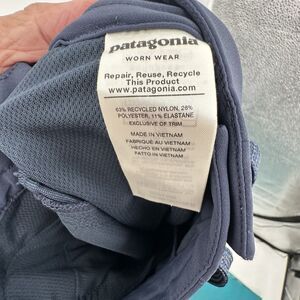 patagonia
WORN WEAR
Repair, Reuse, Recycle
This Product
www.patagonia.com
63% RECYCLED NYLON, 26%
POLYESTER, 11% ELASTANE
EXCLUSIVE OF TRIM
MADE IN VIETNAM
FABRIQUÉ AU VIETNAM
HECHO EN VIETNAM
FATTO IN VIETNAM